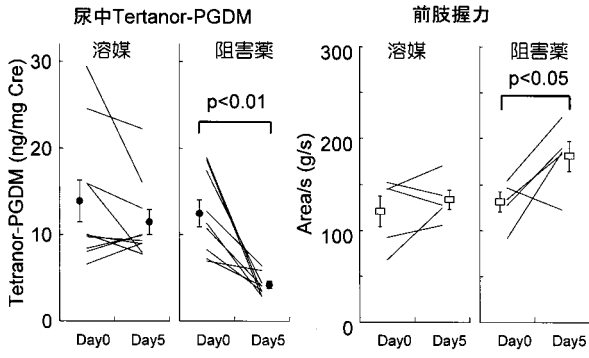 尿中Tertanor-PGDM
溶媒
阻害薬
p<0.01
Tetranor-PGDM (ng/mg Cre)
30
20
10
0
Day0
Day5
Day0
Day5
前肢握力
溶媒
阻害薬
p<0.05
Area/s (g/s)
300
200
100
0
Day0
Day5
Day0
Day5